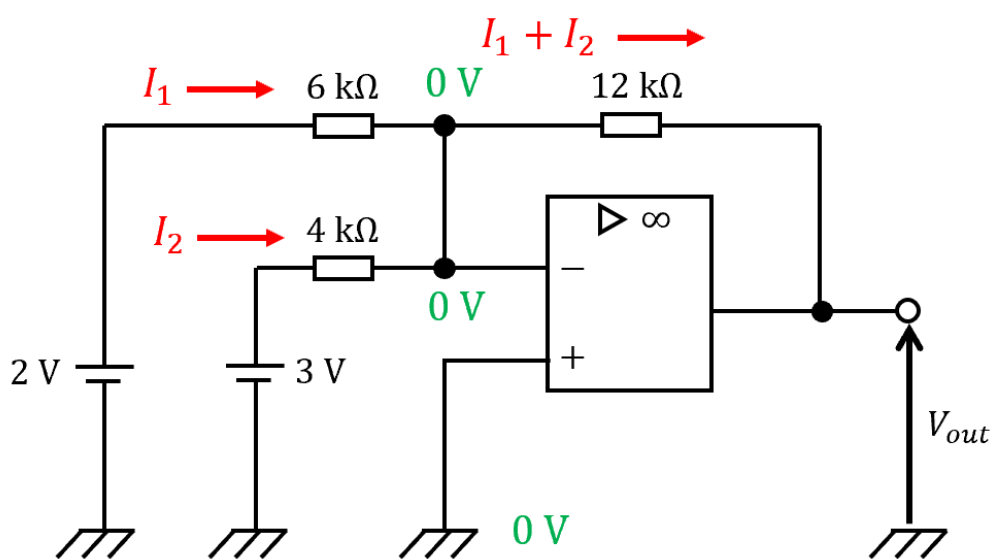 I₁ + I₂
I₁
6 kΩ
0 V
12 kΩ
I₂
4 kΩ
▷ ∞
−
0 V
2 V
3 V
+
V_out
0 V